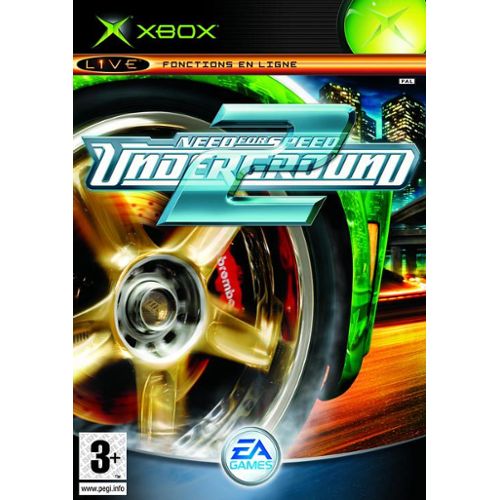 XBOX
LIVE FONCTIONS EN LIGNE
PAL
NEED FOR SPEED
UNDERGROUND
2
brembo
3+
www.pegi.info
EA
GAMES